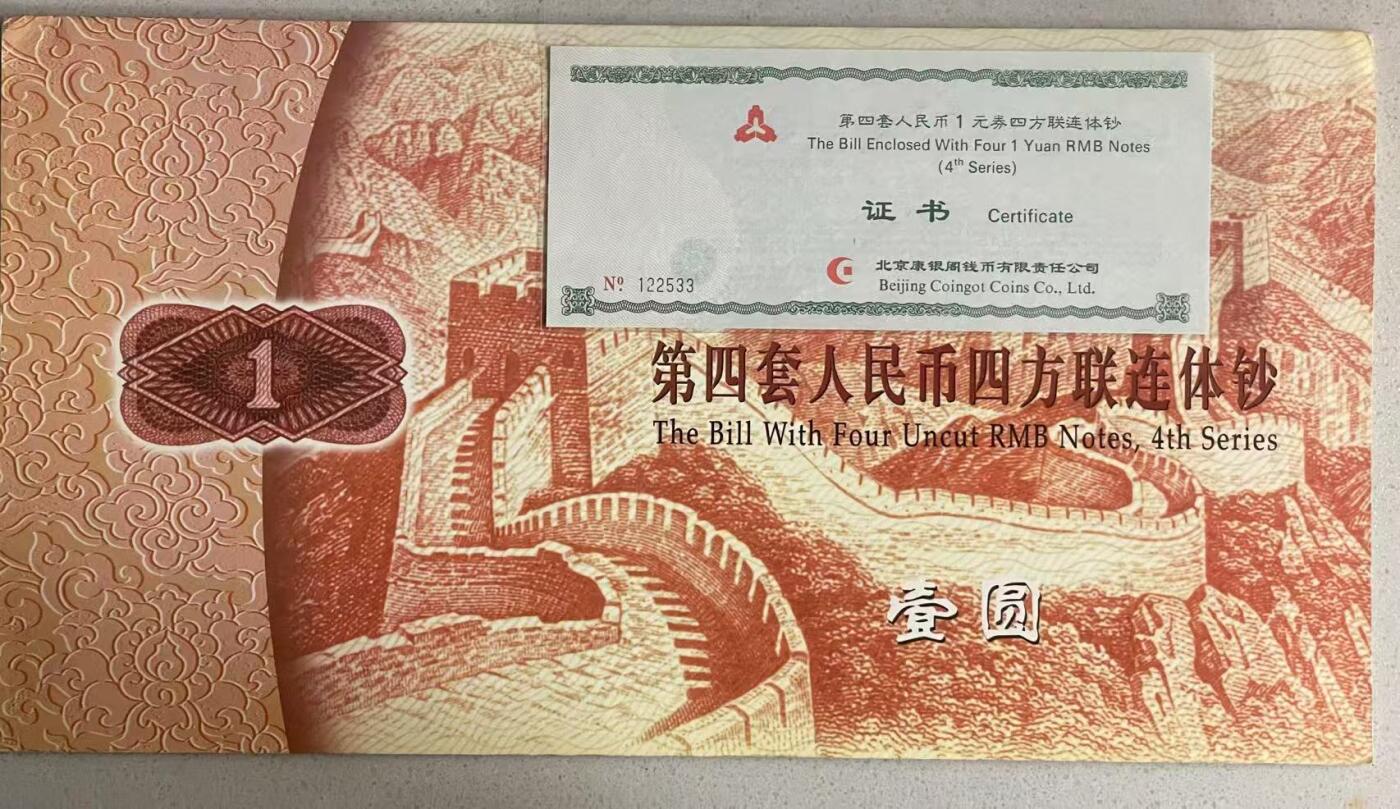 第四套人民币1元券四方联连体钞
The Bill Enclosed With Four 1 Yuan RMB Notes
(4th Series)
证书 Certificate
北京康银阁钱币有限责任公司
Nº 122533
Beijing Coingot Coins Co., Ltd.
1
第四套人民币四方联连体钞
The Bill With Four Uncut RMB Notes, 4th Series
壹圆